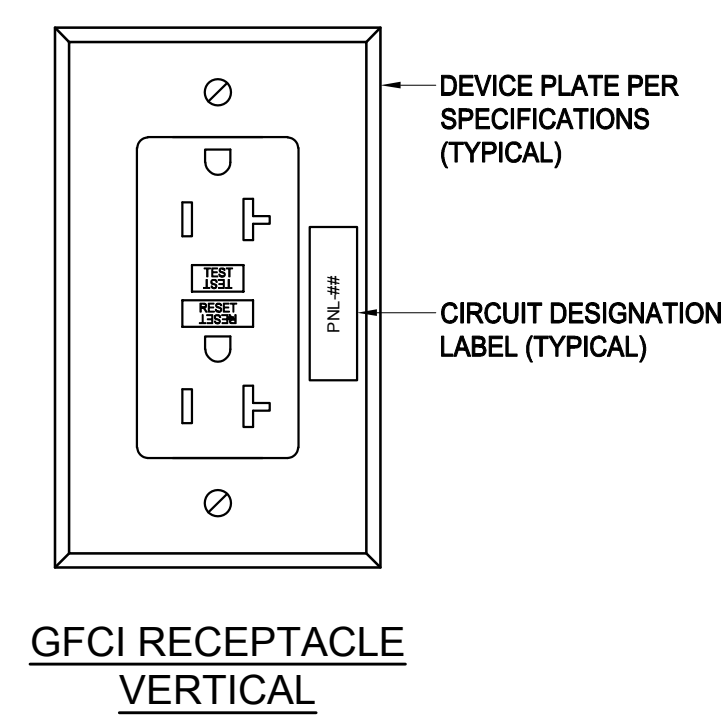 DEVICE PLATE PER
SPECIFICATIONS
(TYPICAL)
TEST
TEST
RESET
RESET
PNL-##
CIRCUIT DESIGNATION
LABEL (TYPICAL)
GFCI RECEPTACLE
VERTICAL